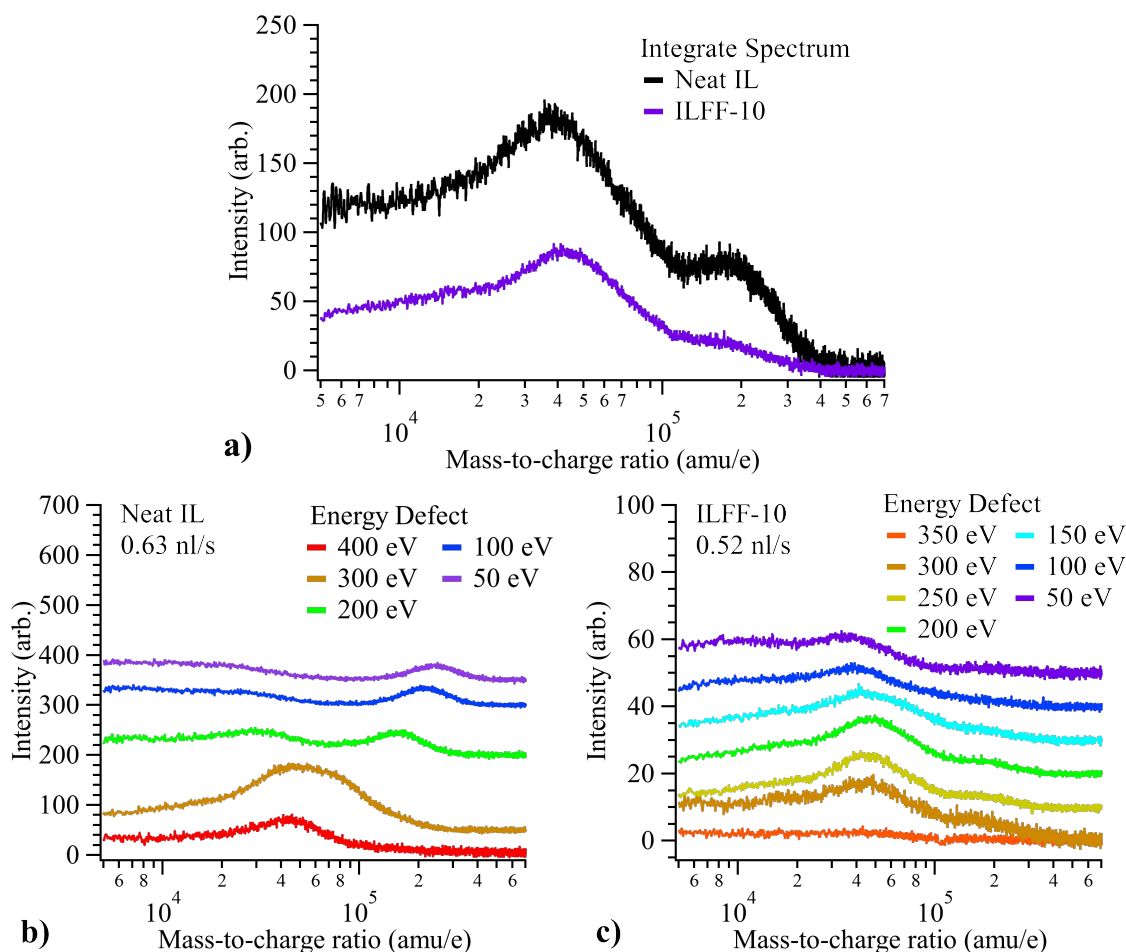 250
200
150
100
50
0
Intensity (arb.)
Integrate Spectrum
Neat IL
ILFF-10
5 6 7 2 3 4 5 6 7 2 3 4 5 6 7
10^4 10^5
a)
Mass-to-charge ratio (amu/e)
700
600
500
400
300
200
100
0
Intensity (arb.)
Neat IL
0.63 nl/s
Energy Defect
400 eV 100 eV
300 eV 50 eV
200 eV
6 8 2 4 6 8 2 4 6
10^4 10^5
b)
Mass-to-charge ratio (amu/e)
100
80
60
40
20
0
Intensity (arb.)
ILFF-10
0.52 nl/s
Energy Defect
350 eV 150 eV
300 eV 100 eV
250 eV 50 eV
200 eV
6 8 2 4 6 8 2 4 6
10^4 10^5
c)
Mass-to-charge ratio (amu/e)